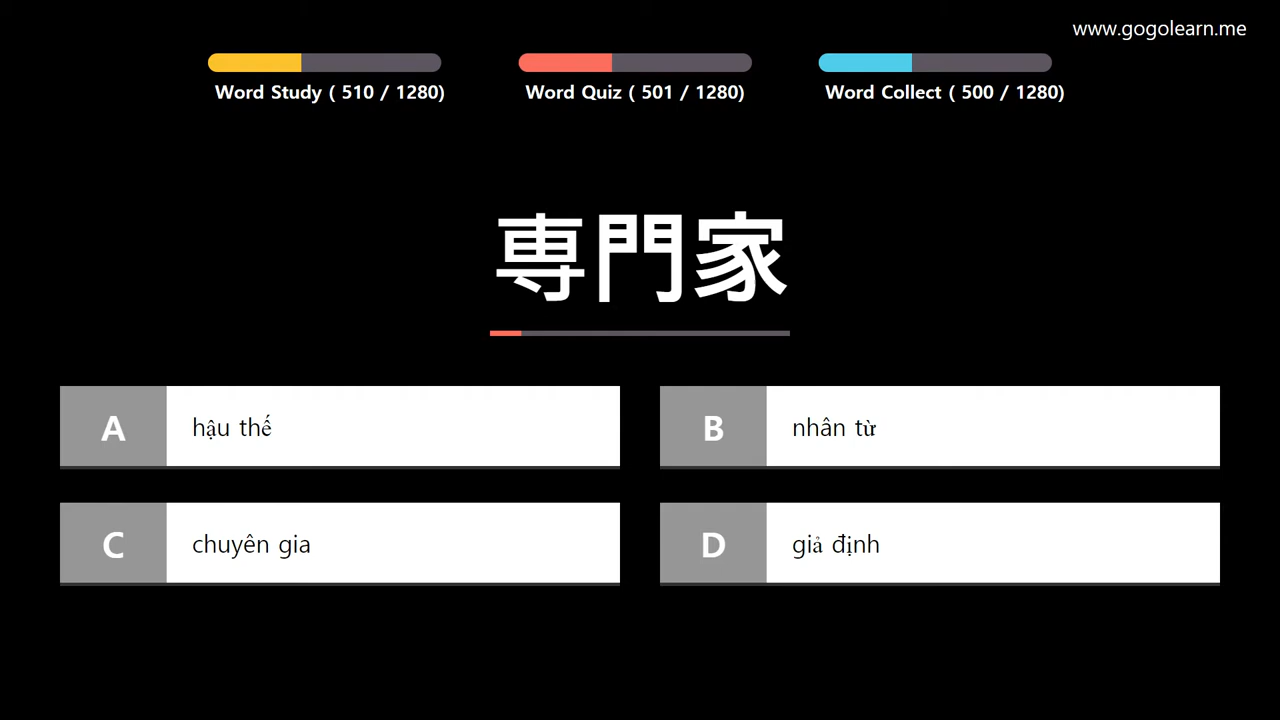 www.gogolearn.me
Word Study ( 510 / 1280)
Word Quiz ( 501 / 1280)
Word Collect ( 500 / 1280)
専門家
A hậu thế
B nhân từ
C chuyên gia
D giả định